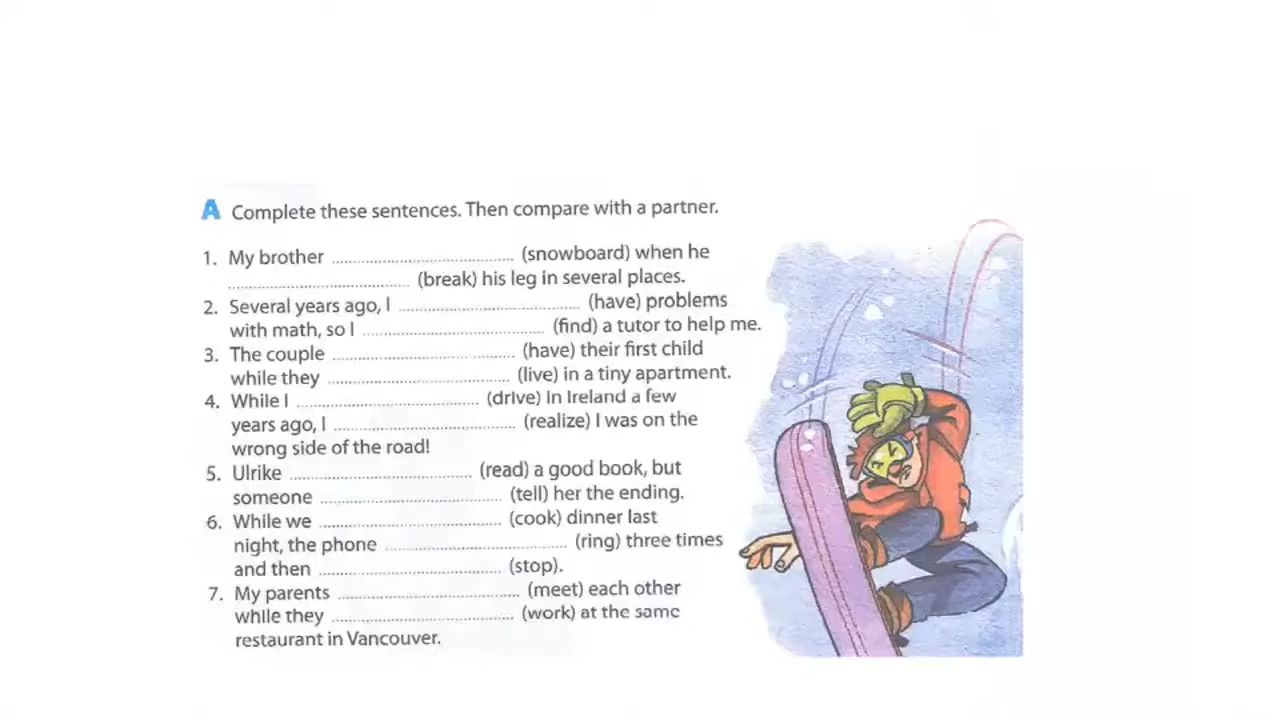 A Complete these sentences. Then compare with a partner.
1. My brother .................................................. (snowboard) when he
.................................................. (break) his leg in several places.
2. Several years ago, I .................................................. (have) problems
with math, so I .................................................. (find) a tutor to help me.
3. The couple .................................................. (have) their first child
while they .................................................. (live) in a tiny apartment.
4. While I .................................................. (drive) in Ireland a few
years ago, I .................................................. (realize) I was on the
wrong side of the road!
5. Ulrike .................................................. (read) a good book, but
someone .................................................. (tell) her the ending.
6. While we .................................................. (cook) dinner last
night, the phone .................................................. (ring) three times
and then .................................................. (stop).
7. My parents .................................................. (meet) each other
while they .................................................. (work) at the same
restaurant in Vancouver.